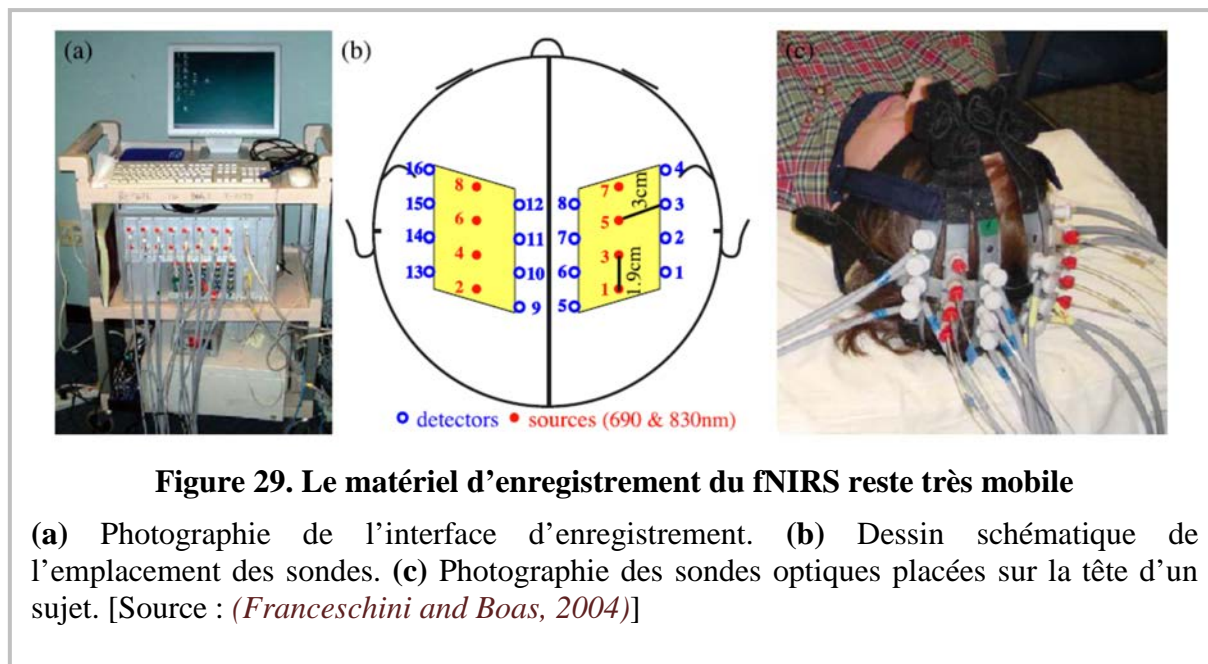 (a)
(b)
(c)
16
15
14
13
8
6
4
2
12
11
10
9
8
7
6
5
7
5
3
1
3cm
1.9cm
4
3
2
1
detectors sources (690 & 830nm)
Figure 29. Le matériel d’enregistrement du fNIRS reste très mobile
(a) Photographie de l’interface d’enregistrement. (b) Dessin schématique de
l’emplacement des sondes. (c) Photographie des sondes optiques placées sur la tête d’un
sujet. [Source : (Franceschini and Boas, 2004)]